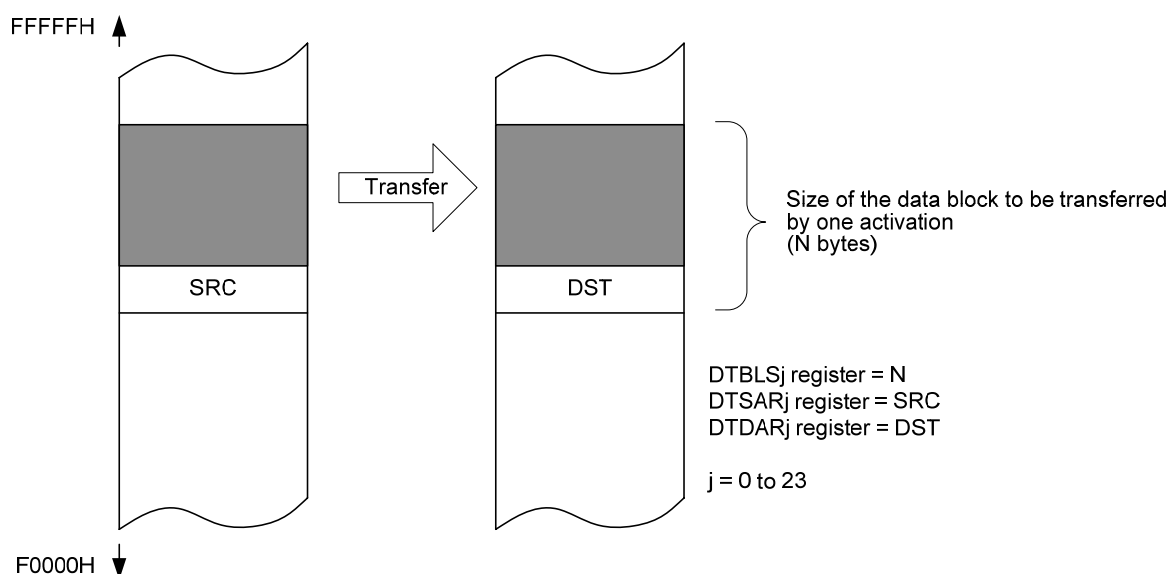 FFFFFH
Transfer
Size of the data block to be transferred
by one activation
(N bytes)
SRC
DST
DTBLSj register = N
DTSARj register = SRC
DTDARj register = DST
j = 0 to 23
F0000H